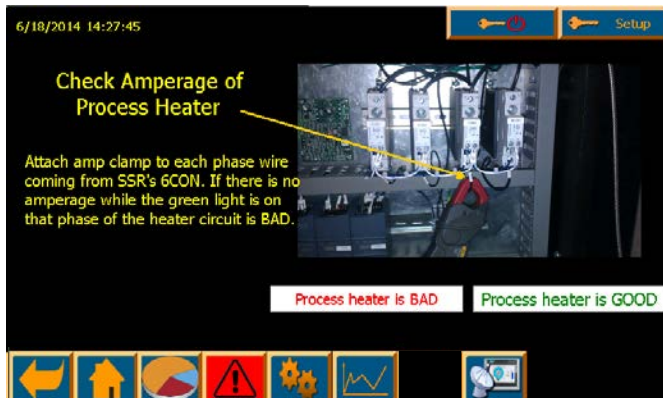 6/18/2014 14:27:45
Setup
Check Amperage of
Process Heater
Attach amp clamp to each phase wire
coming from SSR's 6CON. If there is no
amperage while the green light is on
that phase of the heater circuit is BAD.
Process heater is BAD
Process heater is GOOD